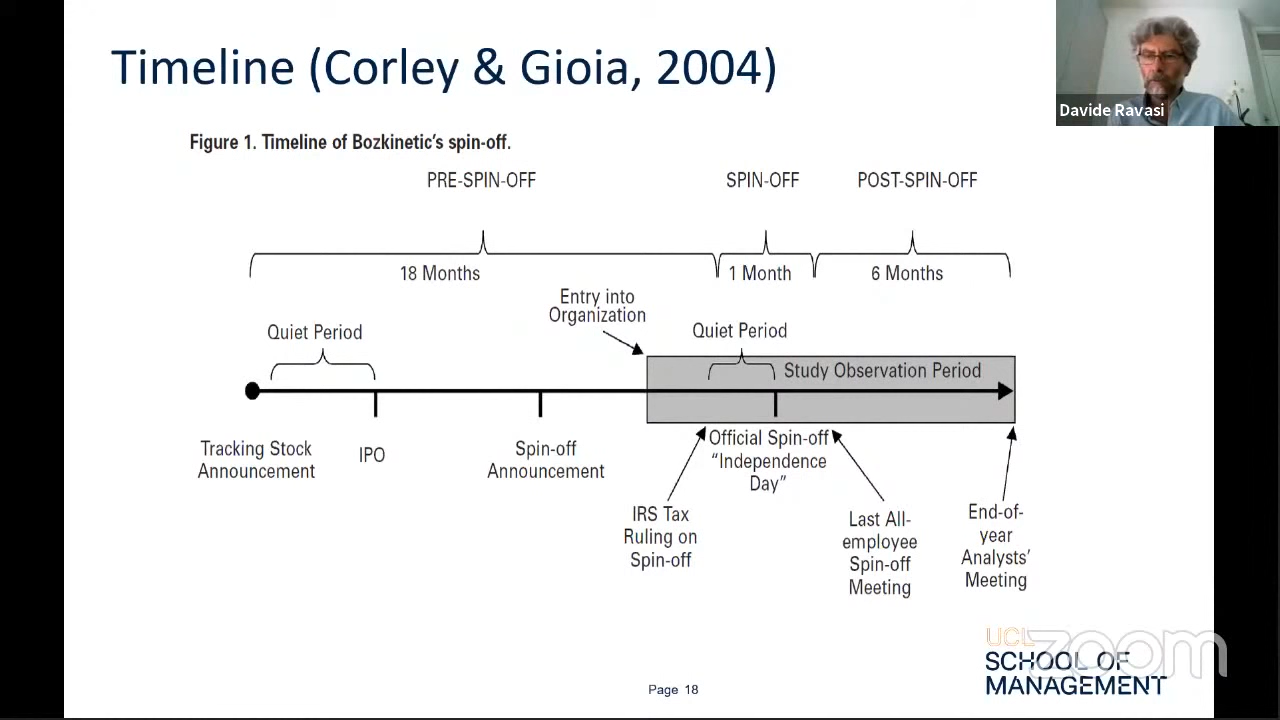 Timeline (Corley & Gioia, 2004)
Davide Ravasi
Figure 1. Timeline of Bozkinetic's spin-off.
PRE-SPIN-OFF
SPIN-OFF
POST-SPIN-OFF
18 Months
1 Month
6 Months
Entry into
Organization
Quiet Period
Quiet Period
Study Observation Period
Tracking Stock
Announcement
IPO
Spin-off
Announcement
Official Spin-off
“Independence
Day”
IRS Tax
Ruling on
Spin-off
Last All-
employee
Spin-off
Meeting
End-of-
year
Analysts’
Meeting
UCL
zoom
SCHOOL OF
MANAGEMENT
Page 18